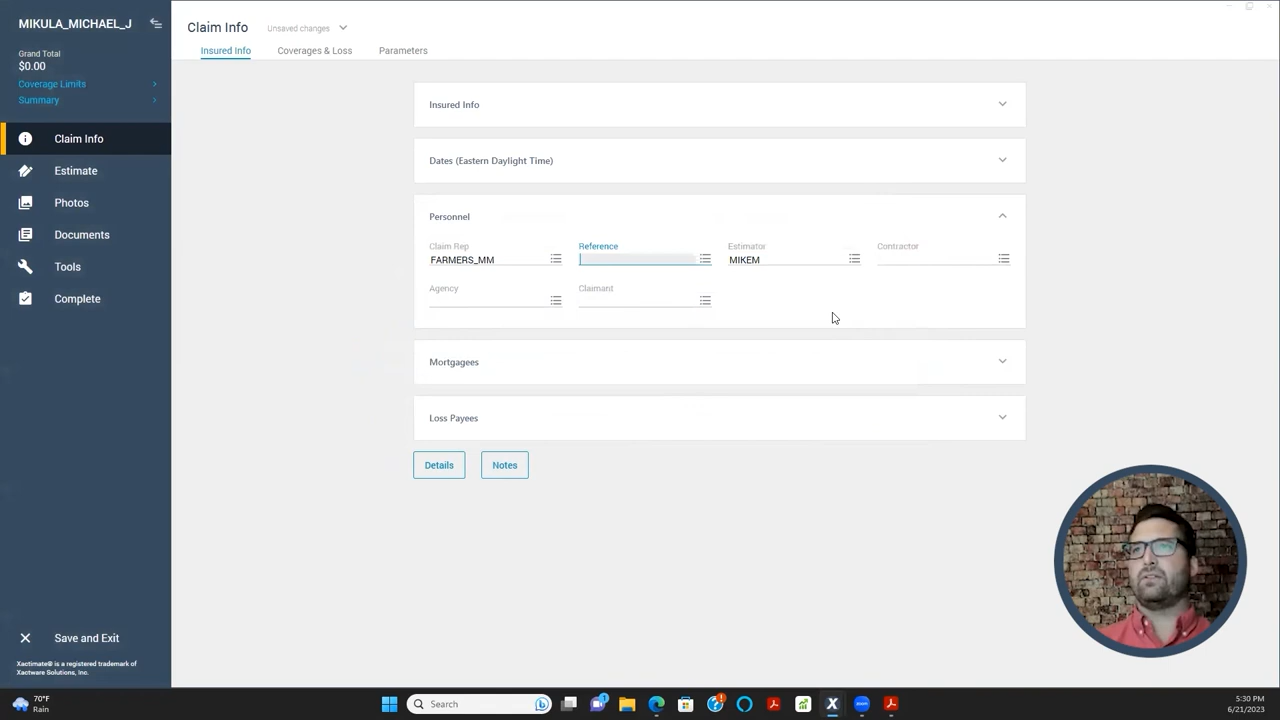 MIKULA_MICHAEL_J
Grand Total
$0.00
Coverage Limits
Summary
Claim Info
Estimate
Photos
Documents
Tools
Complete
Save and Exit
Xactimate® is a registered trademark of
Xactware Solutions, Inc.
Claim Info
Unsaved changes
Insured Info
Coverages & Loss
Parameters
Insured Info
Dates (Eastern Daylight Time)
Personnel
Claim Rep
Reference
Estimator
Contractor
FARMERS_MM
MIKEM
Agency
Claimant
Mortgagees
Loss Payees
Details
Notes
70°F
Rain
Search
5:30 PM
6/21/2023